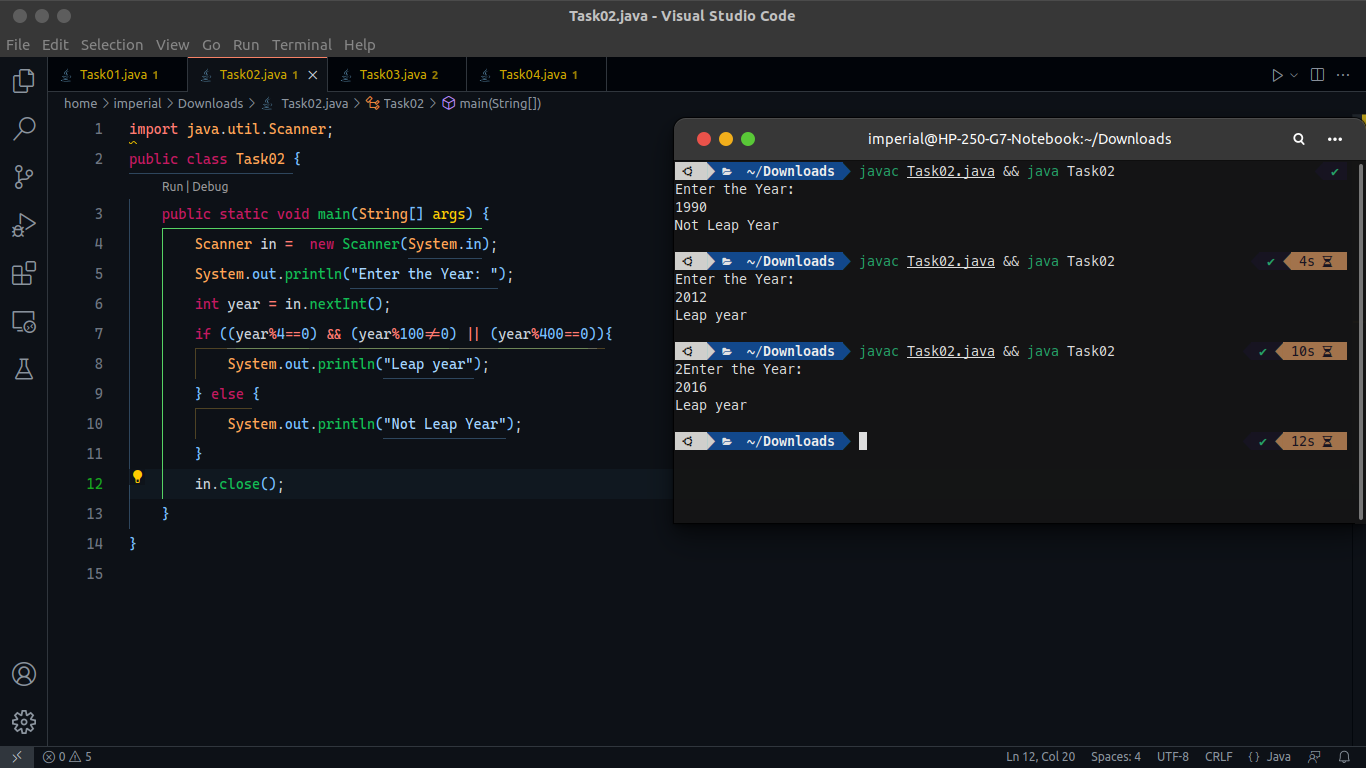 Task02.java - Visual Studio Code
File Edit Selection View Go Run Terminal Help
Task01.java 1 Task02.java 1 Task03.java 2 Task04.java 1
home > imperial > Downloads > Task02.java > Task02 > main(String[])
1 import java.util.Scanner;
2 public class Task02 {
Run | Debug
3 public static void main(String[] args) {
4 Scanner in =  new Scanner(System.in);
5 System.out.println("Enter the Year: ");
6 int year = in.nextInt();
7 if ((year%4==0) && (year%100≠0) || (year%400==0)){
8 System.out.println("Leap year");
9 } else {
10 System.out.println("Not Leap Year");
11 }
12 in.close();
13 }
14 }
15
imperial@HP-250-G7-Notebook:~/Downloads
~/Downloads javac Task02.java && java Task02 ✔
Enter the Year:
1990
Not Leap Year
~/Downloads javac Task02.java && java Task02 ✔ 4s
Enter the Year:
2012
Leap year
~/Downloads javac Task02.java && java Task02 ✔ 10s
2Enter the Year:
2016
Leap year
~/Downloads ✔ 12s
0 5 Ln 12, Col 20 Spaces: 4 UTF-8 CRLF {} Java